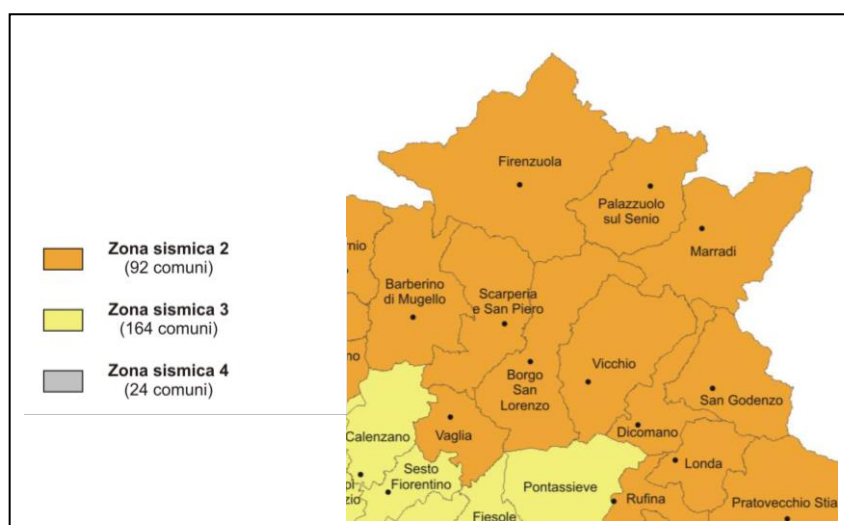 Zona sismica 2
(92 comuni)
Zona sismica 3
(164 comuni)
Zona sismica 4
(24 comuni)
Firenzuola
Palazzuolo
sul Senio
Marradi
Barberino
di Mugello
Scarperia
e San Piero
Borgo
San
Lorenzo
Vicchio
San Godenzo
Vaglia
Dicomano
Londa
Calenzano
Sesto
Fiorentino
Pontassieve
Rufina
Fiesole
Pratovecchio Stia